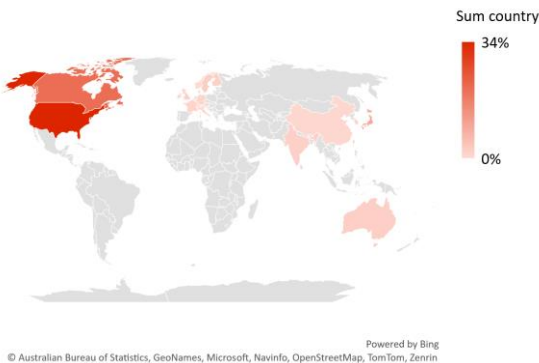 Sum country
34%
0%
Powered by Bing
© Australian Bureau of Statistics, GeoNames, Microsoft, Navinfo, OpenStreetMap, TomTom, Zenrin